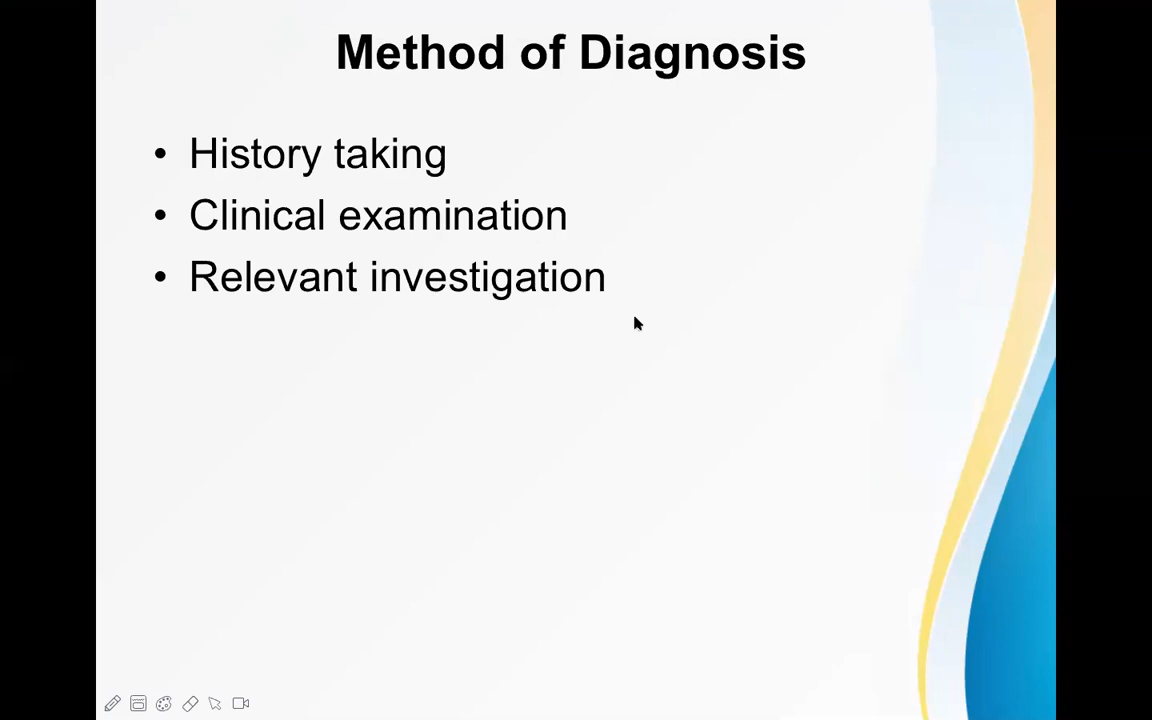 Method of Diagnosis
• History taking
• Clinical examination
• Relevant investigation